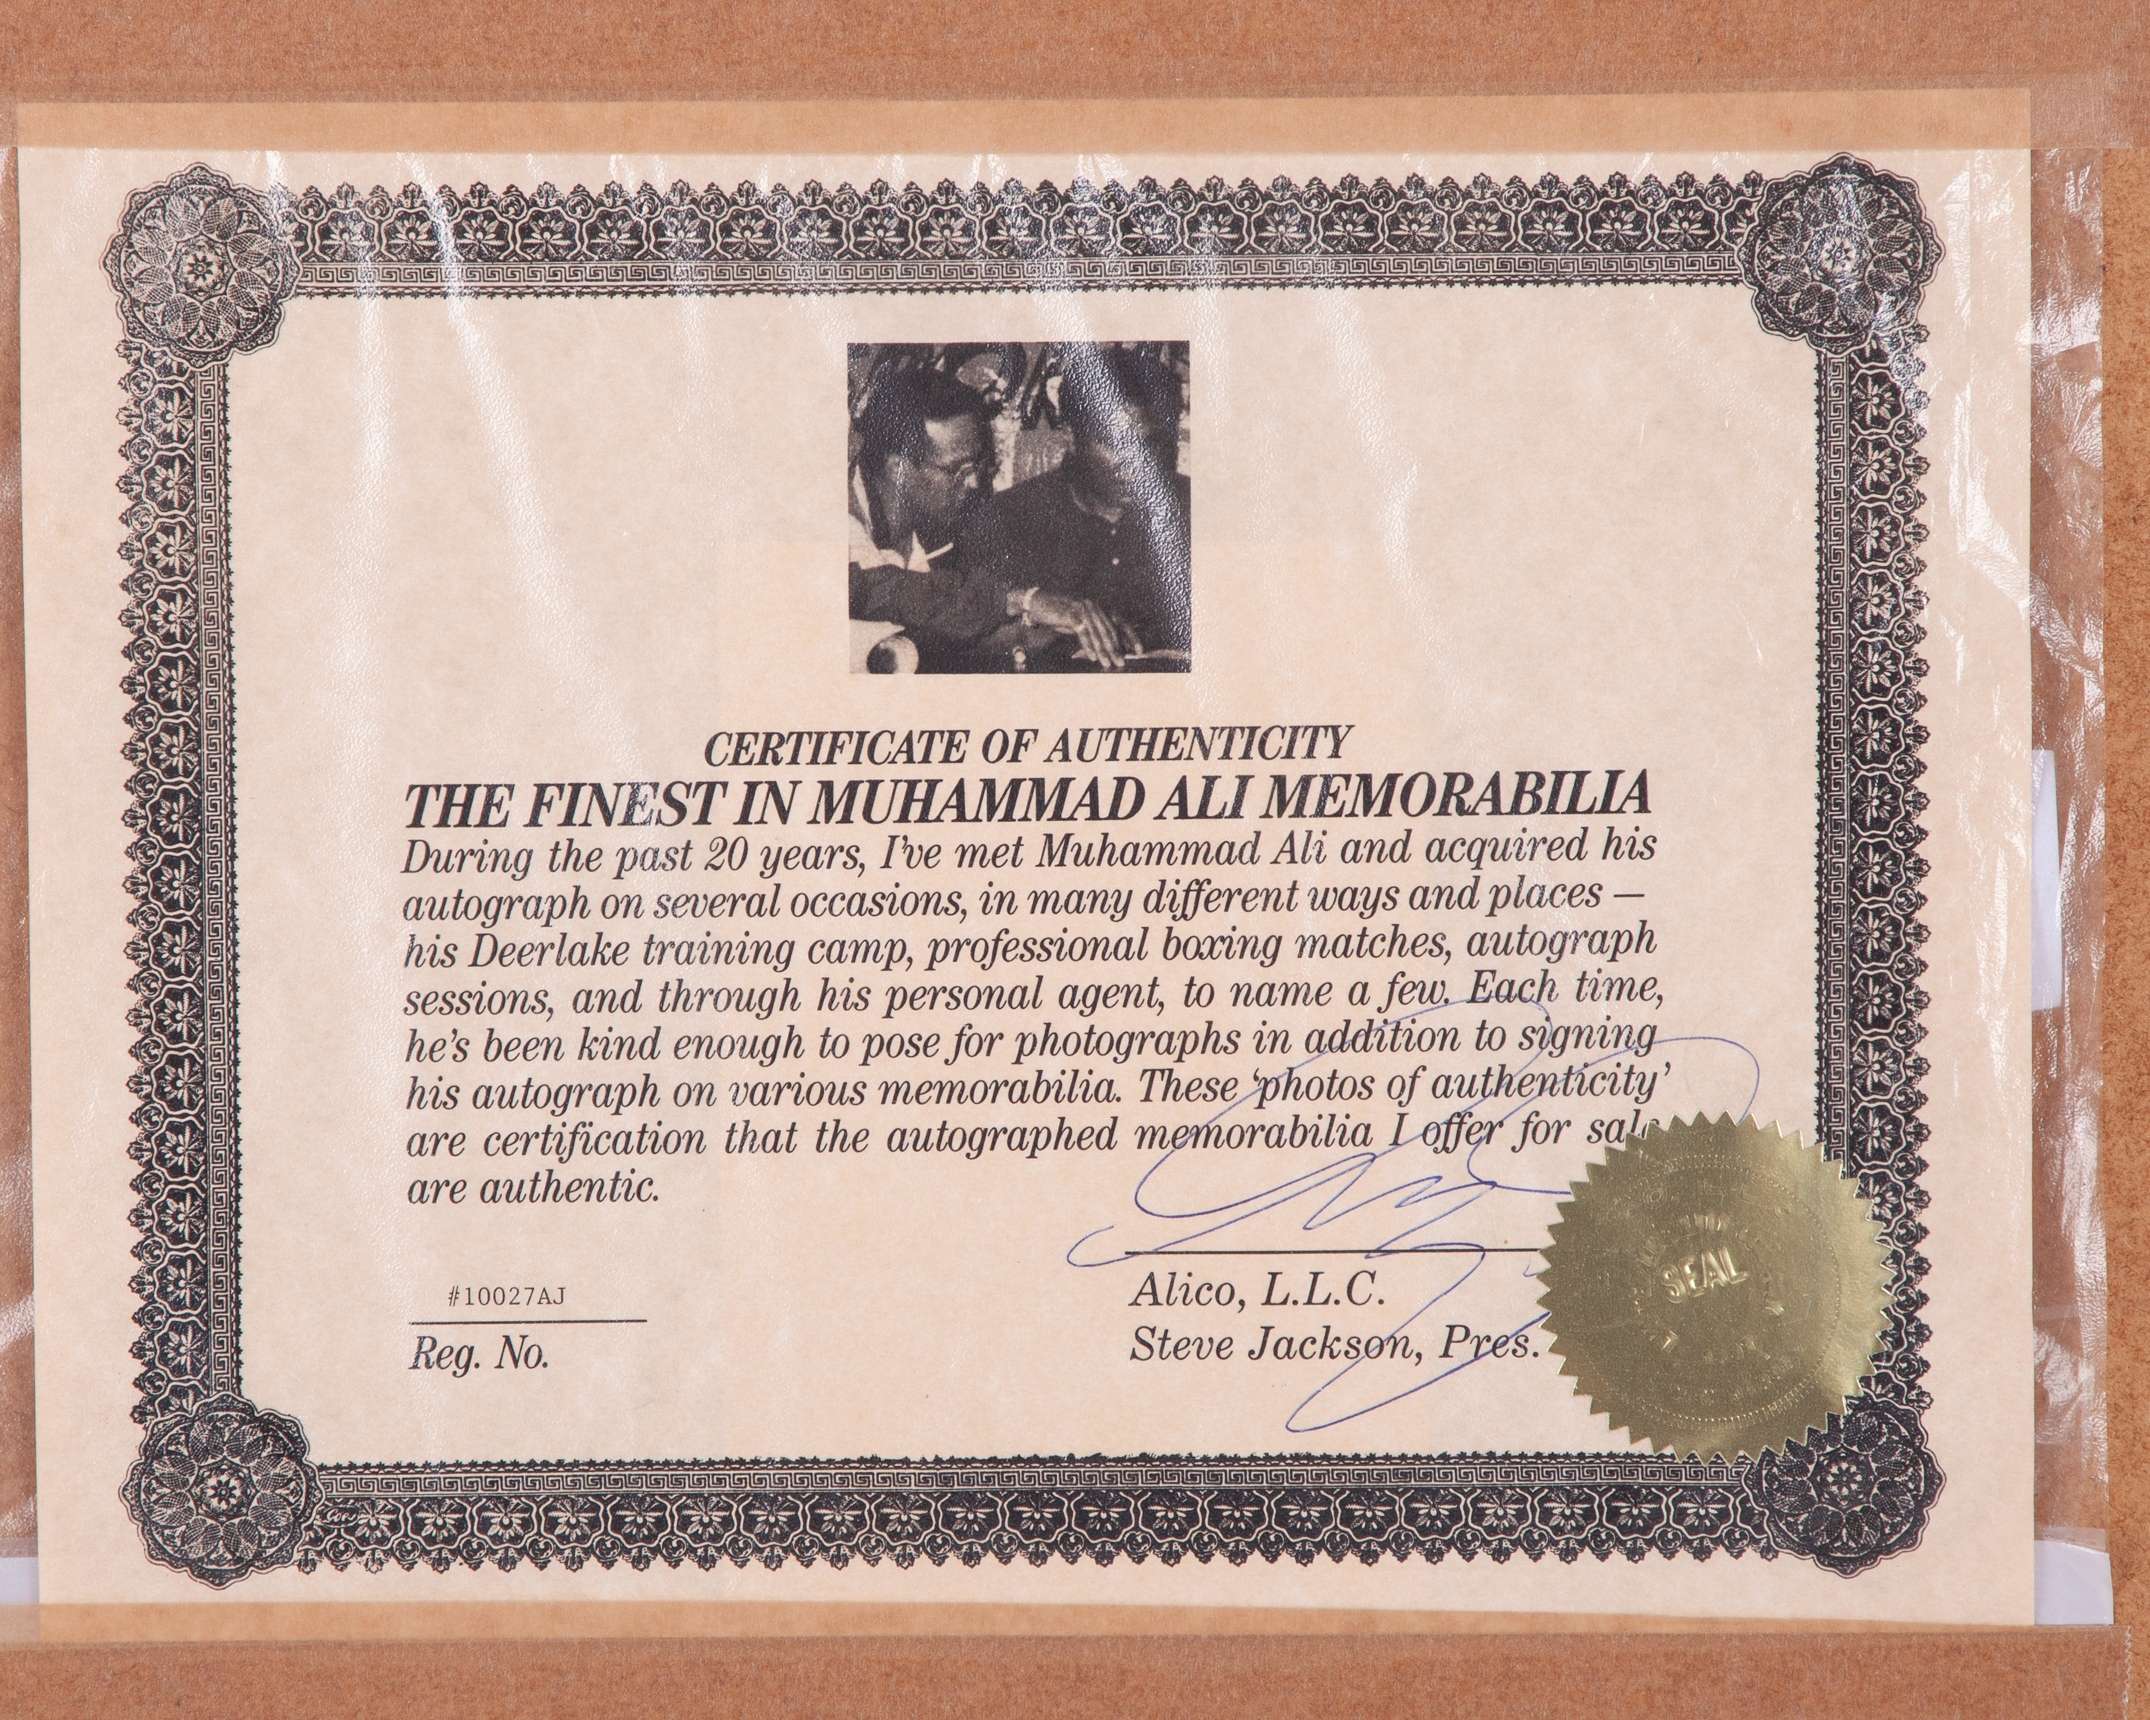 CERTIFICATE OF AUTHENTICITY
THE FINEST IN MUHAMMAD ALI MEMORABILIA
During the past 20 years, I've met Muhammad Ali and acquired his
autograph on several occasions, in many different ways and places —
his Deerlake training camp, professional boxing matches, autograph
sessions, and through his personal agent, to name a few. Each time,
he's been kind enough to pose for photographs in addition to signing
his autograph on various memorabilia. These 'photos of authenticity'
are certification that the autographed memorabilia I offer for sale
are authentic.
#10027AJ
Reg. No.
Alico, L.L.C.
Steve Jackson, Pres.
SEAL
Goes